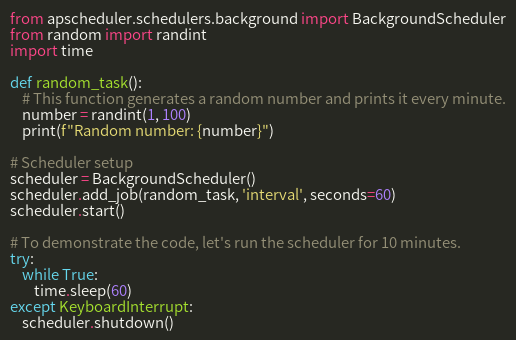 from apscheduler.schedulers.background import BackgroundScheduler
from random import randint
import time

def random_task():
    # This function generates a random number and prints it every minute.
    number = randint(1, 100)
    print(f"Random number: {number}")

# Scheduler setup
scheduler = BackgroundScheduler()
scheduler.add_job(random_task, 'interval', seconds=60)
scheduler.start()

# To demonstrate the code, let's run the scheduler for 10 minutes.
try:
    while True:
        time.sleep(60)
except KeyboardInterrupt:
    scheduler.shutdown()